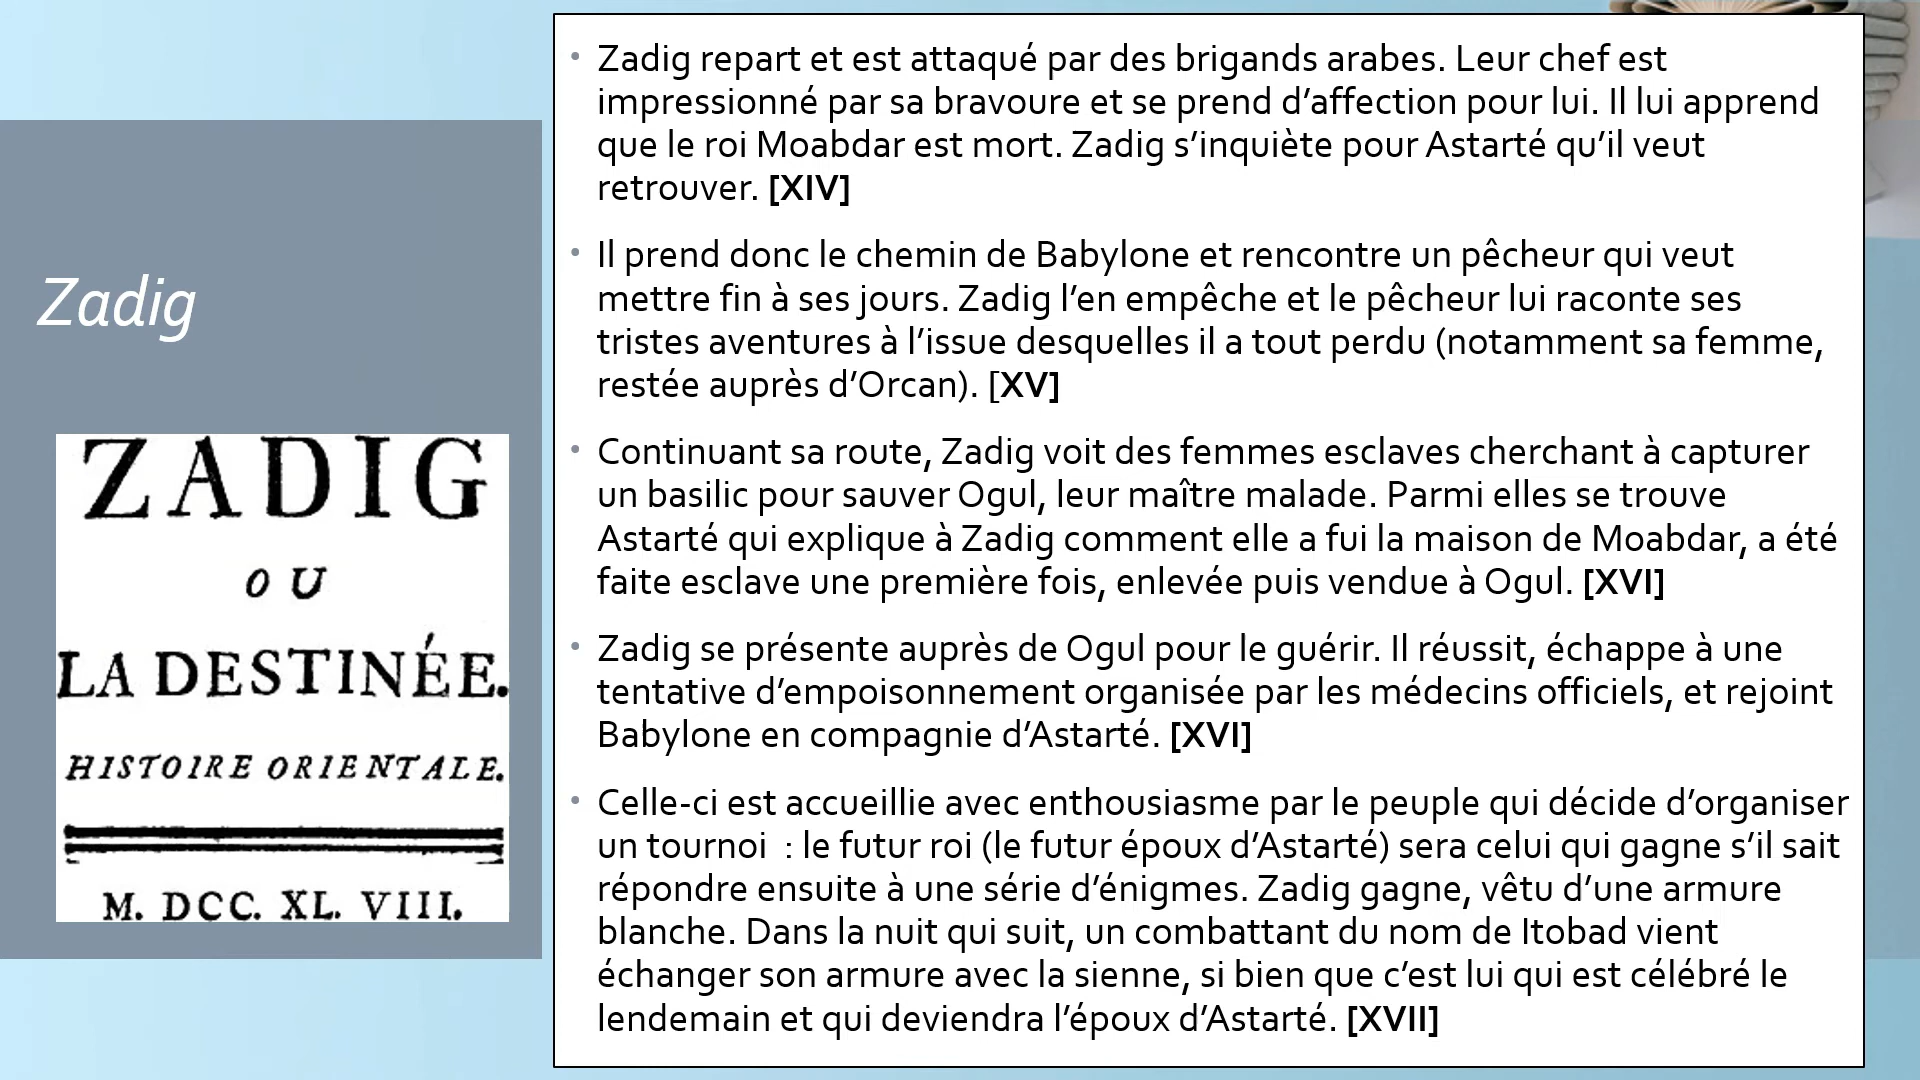 Zadig
ZADIG
OU
LA DESTINÉE.
HISTOIRE ORIENTALE.
M. DCC. XL. VIII.
• Zadig repart et est attaqué par des brigands arabes. Leur chef est
impressionné par sa bravoure et se prend d’affection pour lui. Il lui apprend
que le roi Moabdar est mort. Zadig s’inquiète pour Astarté qu’il veut
retrouver. [XIV]
• Il prend donc le chemin de Babylone et rencontre un pêcheur qui veut
mettre fin à ses jours. Zadig l’en empêche et le pêcheur lui raconte ses
tristes aventures à l’issue desquelles il a tout perdu (notamment sa femme,
restée auprès d’Orcan). [XV]
• Continuant sa route, Zadig voit des femmes esclaves cherchant à capturer
un basilic pour sauver Ogul, leur maître malade. Parmi elles se trouve
Astarté qui explique à Zadig comment elle a fui la maison de Moabdar, a été
faite esclave une première fois, enlevée puis vendue à Ogul. [XVI]
• Zadig se présente auprès de Ogul pour le guérir. Il réussit, échappe à une
tentative d’empoisonnement organisée par les médecins officiels, et rejoint
Babylone en compagnie d’Astarté. [XVI]
• Celle-ci est accueillie avec enthousiasme par le peuple qui décide d’organiser
un tournoi  : le futur roi (le futur époux d’Astarté) sera celui qui gagne s’il sait
répondre ensuite à une série d’énigmes. Zadig gagne, vêtu d’une armure
blanche. Dans la nuit qui suit, un combattant du nom de Itobad vient
échanger son armure avec la sienne, si bien que c’est lui qui est célébré le
lendemain et qui deviendra l’époux d’Astarté. [XVII]